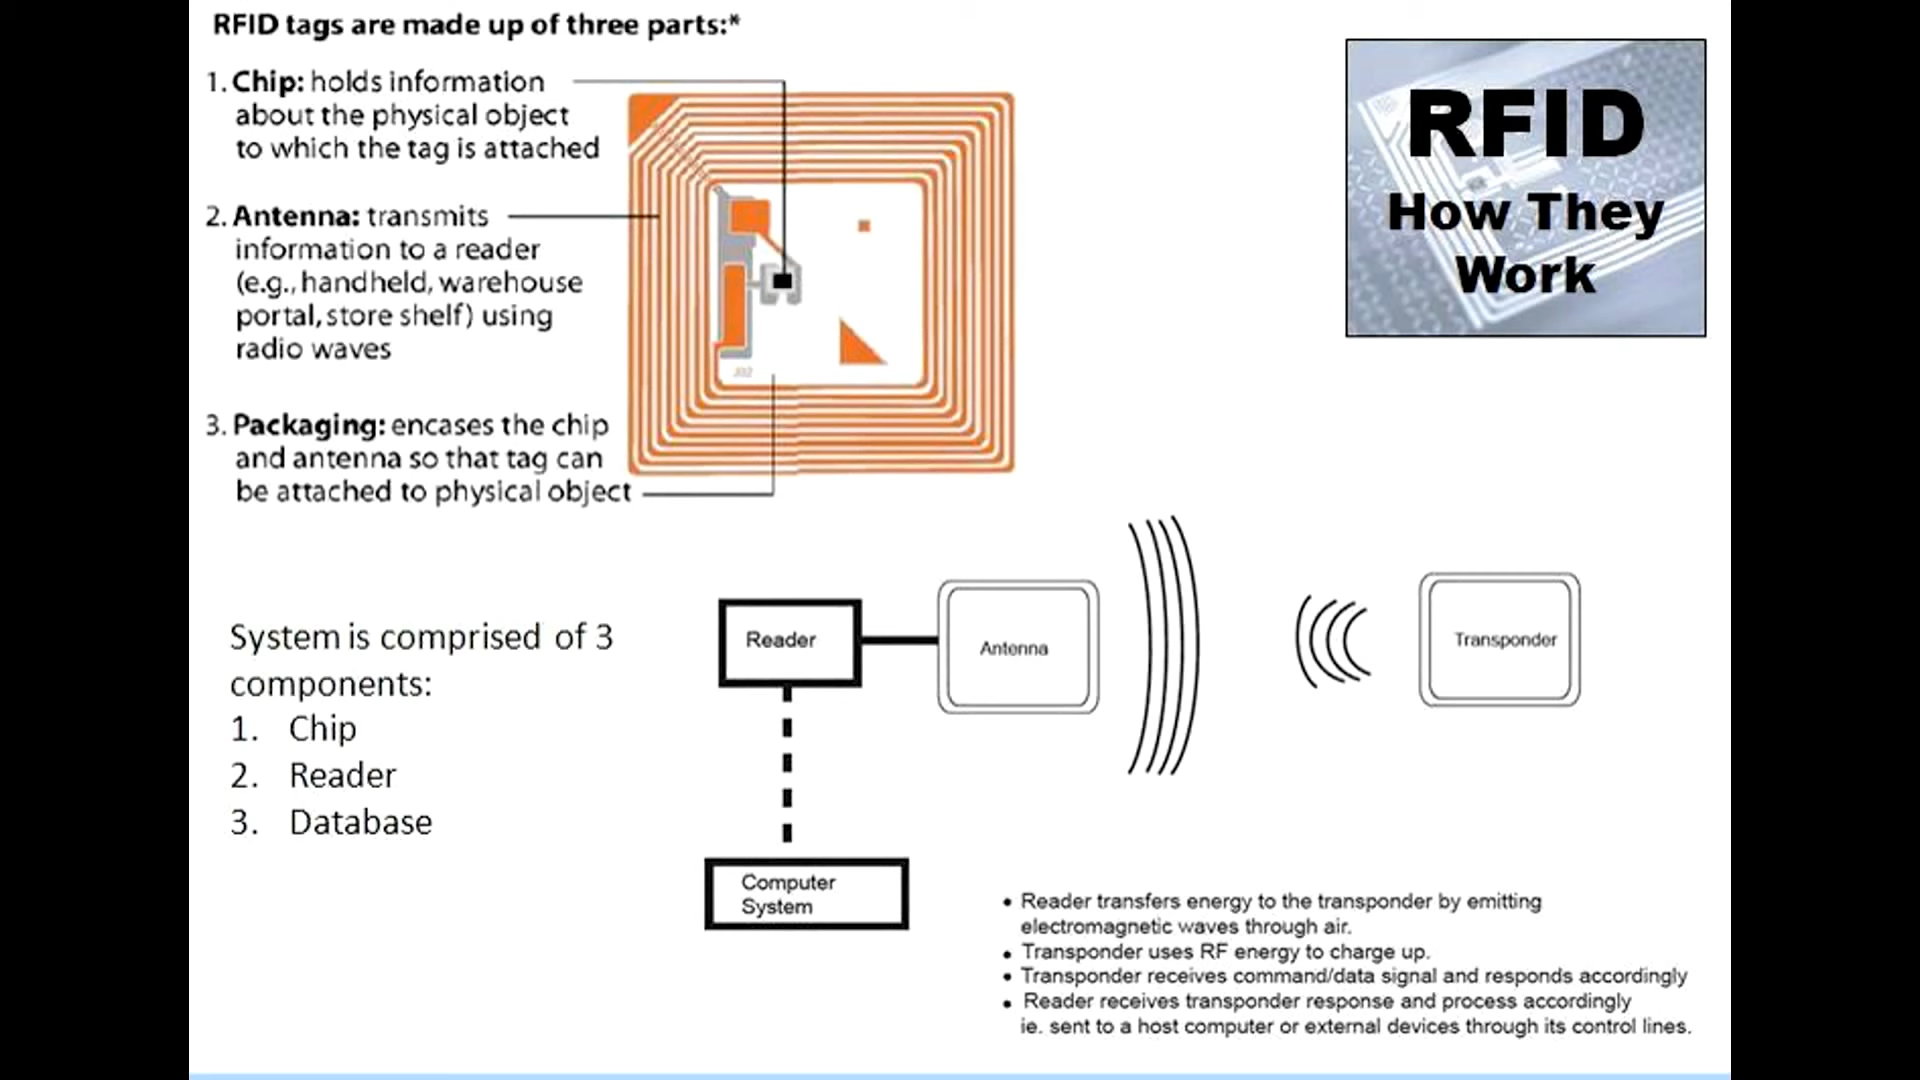 RFID tags are made up of three parts:*
1. Chip: holds information
about the physical object
to which the tag is attached
2. Antenna: transmits
information to a reader
(e.g., handheld, warehouse
portal, store shelf) using
radio waves
3. Packaging: encases the chip
and antenna so that tag can
be attached to physical object
RFID
How They
Work
System is comprised of 3
components:
1. Chip
2. Reader
3. Database
Reader
Antenna
Transponder
Computer
System
• Reader transfers energy to the transponder by emitting
electromagnetic waves through air.
• Transponder uses RF energy to charge up.
• Transponder receives command/data signal and responds accordingly
• Reader receives transponder response and process accordingly
ie. sent to a host computer or external devices through its control lines.